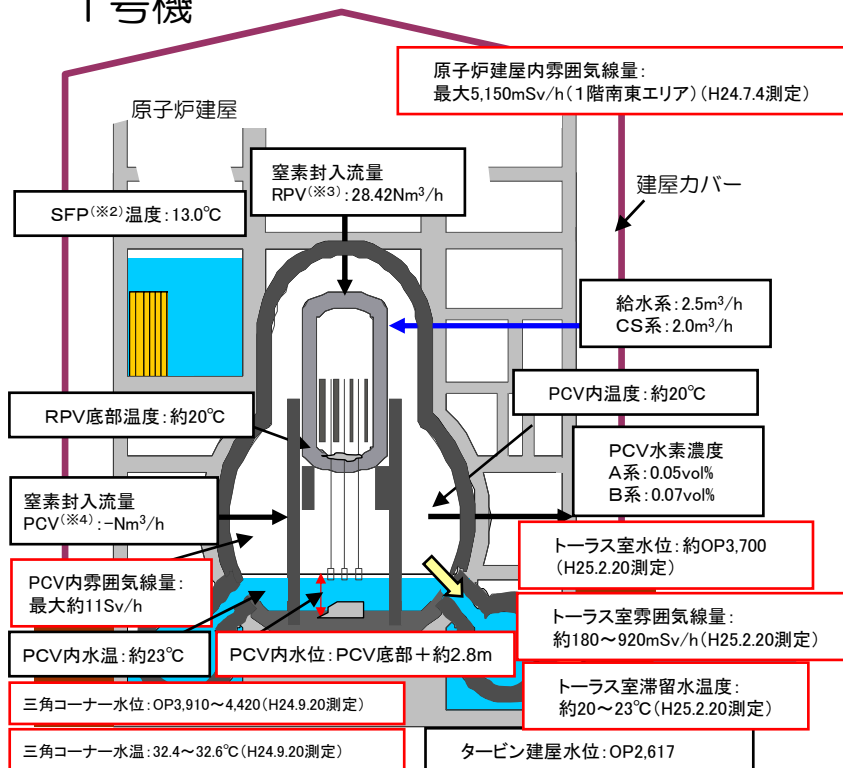 1号機
原子炉建屋内雰囲気線量:
最大5,150mSv/h(1階南東エリア)(H24.7.4測定)
原子炉建屋
窒素封入流量
RPV(※3):28.42Nm³/h
建屋カバー
SFP(※2)温度:13.0℃
給水系:2.5m³/h
CS系:2.0m³/h
PCV内温度:約20℃
RPV底部温度:約20℃
PCV水素濃度
A系:0.05vol%
B系:0.07vol%
窒素封入流量
PCV(※4):-Nm³/h
トーラス室水位:約OP3,700
(H25.2.20測定)
PCV内雰囲気線量:
最大約11Sv/h
トーラス室雰囲気線量:
約180~920mSv/h(H25.2.20測定)
PCV内水温:約23℃
PCV内水位:PCV底部+約2.8m
トーラス室滞留水温度:
約20~23℃(H25.2.20測定)
三角コーナー水位:OP3,910~4,420(H24.9.20測定)
三角コーナー水温:32.4~32.6℃(H24.9.20測定)
タービン建屋水位:OP2,617